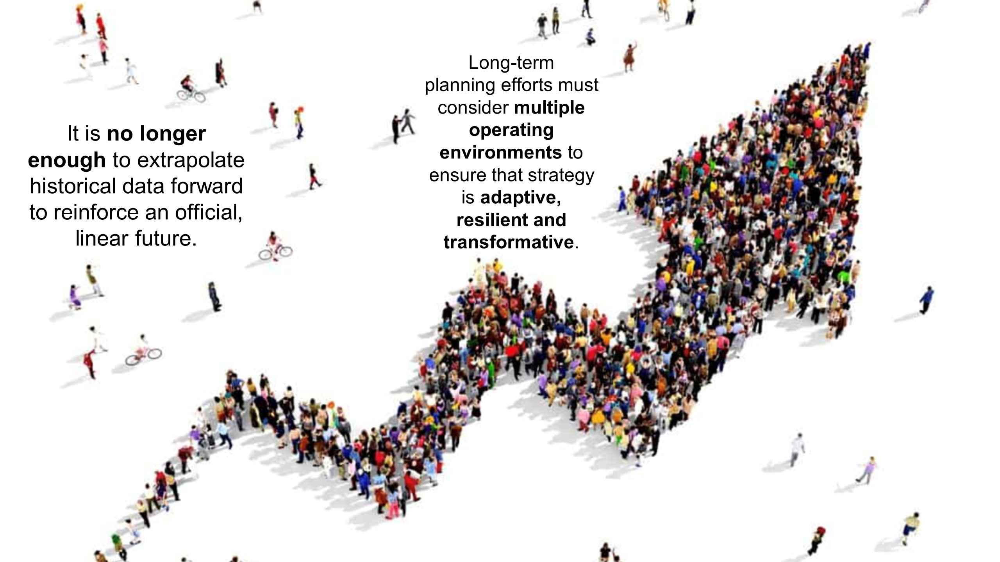 It is no longer
enough to extrapolate
historical data forward
to reinforce an official,
linear future.
Long-term
planning efforts must
consider multiple
operating
environments to
ensure that strategy
is adaptive,
resilient and
transformative.